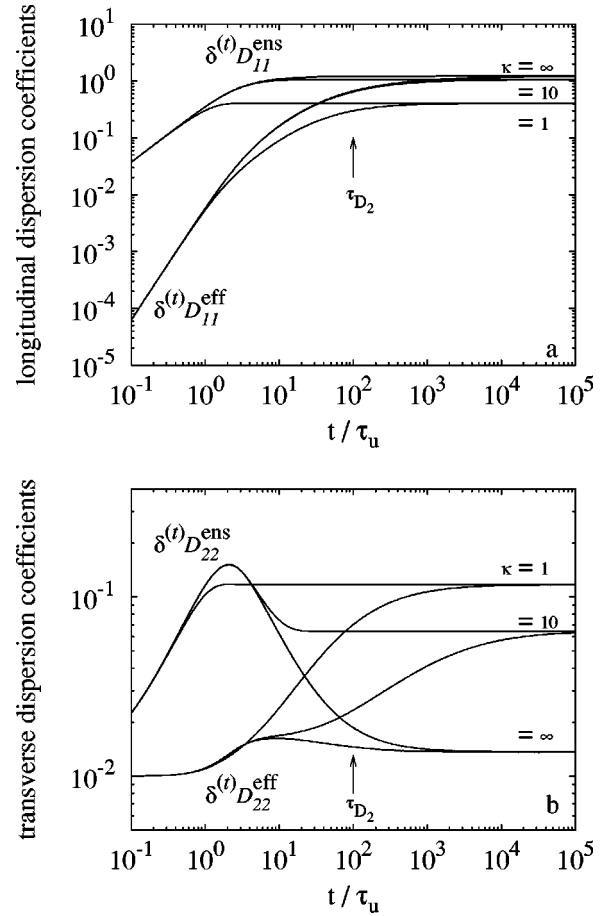 longitudinal dispersion coefficients
10^1
10^0
10^-1
10^-2
10^-3
10^-4
10^-5
δ^(t) D_11^ens
κ = ∞
= 10
= 1
τ_D2
δ^(t) D_11^eff
a
10^-1 10^0 10^1 10^2 10^3 10^4 10^5
t / τ_u
transverse dispersion coefficients
10^-1
10^-2
δ^(t) D_22^ens
κ = 1
= 10
= ∞
δ^(t) D_22^eff
τ_D2
b
10^-1 10^0 10^1 10^2 10^3 10^4 10^5
t / τ_u